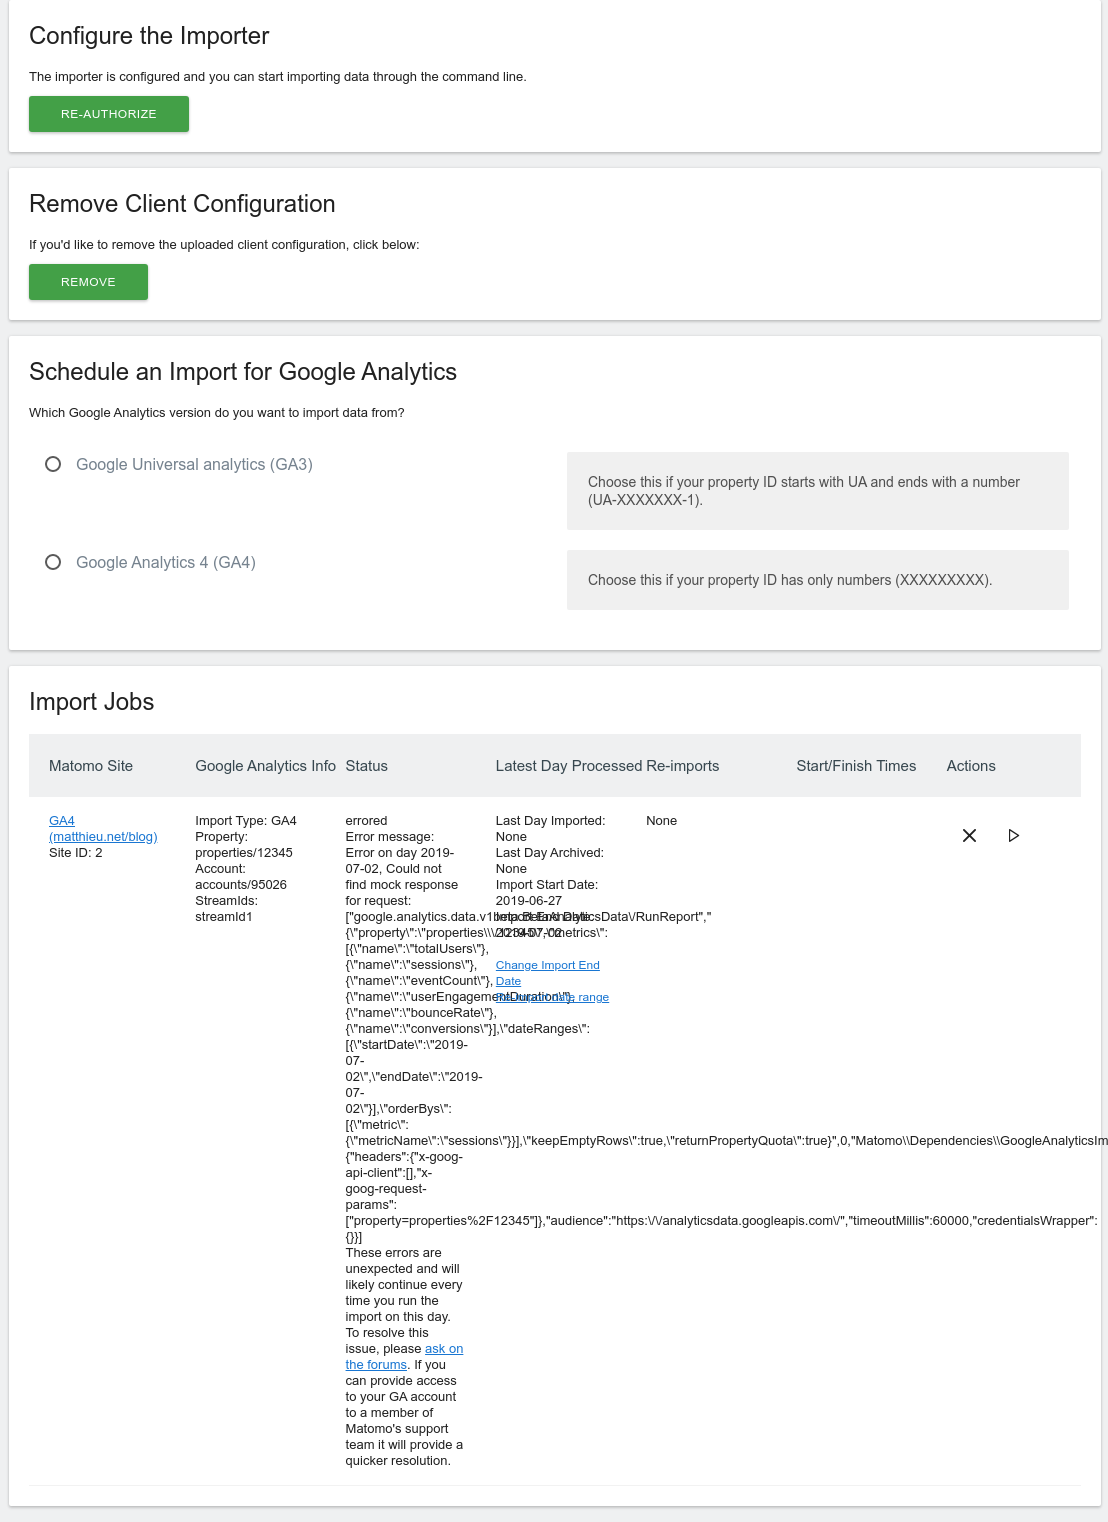 Configure the Importer
The importer is configured and you can start importing data through the command line.
RE-AUTHORIZE
Remove Client Configuration
If you'd like to remove the uploaded client configuration, click below:
REMOVE
Schedule an Import for Google Analytics
Which Google Analytics version do you want to import data from?
Google Universal analytics (GA3)
Choose this if your property ID starts with UA and ends with a number
(UA-XXXXXXX-1).
Google Analytics 4 (GA4)
Choose this if your property ID has only numbers (XXXXXXXXX).
Import Jobs
Matomo Site
Google Analytics Info
Status
Latest Day Processed
Re-imports
Start/Finish Times
Actions
GA4
(matthieu.net/blog)
Site ID: 2
Import Type: GA4
Property:
properties/12345
Account:
accounts/95026
StreamIds:
streamId1
errored
Error message:
Error on day 2019-
07-02, Could not
find mock response
for request:
["google.analytics.data.v1beta.BetaAnalyticsData\/RunReport","
{\"property\":\"properties\\\/12345\",\"metrics\":
[{\"name\":\"totalUsers\"},
{\"name\":\"sessions\"},
{\"name\":\"eventCount\"},
{\"name\":\"userEngagementDuration\"},
{\"name\":\"bounceRate\"},
{\"name\":\"conversions\"}],\"dateRanges\":
[{\"startDate\":\"2019-
07-
02\",\"endDate\":\"2019-
07-
02\"}],\"orderBys\":
[{\"metric\":
{\"metricName\":\"sessions\"}}],\"keepEmptyRows\":true,\"returnPropertyQuota\":true}",0,"Matomo\\Dependencies\\GoogleAnalyticsIm
{"headers":{"x-goog-
api-client":[],"x-
goog-request-
params":
["property=properties%2F12345"]},"audience":"https:\/\/analyticsdata.googleapis.com\/","timeoutMillis":60000,"credentialsWrapper":
{}}]
These errors are
unexpected and will
likely continue every
time you run the
import on this day.
To resolve this
issue, please ask on
the forums. If you
can provide access
to your GA account
to a member of
Matomo's support
team it will provide a
quicker resolution.
Last Day Imported:
None
Last Day Archived:
None
Import Start Date:
2019-06-27
Import End Date:
2019-07-02
Change Import End
Date
Re-import date range
None